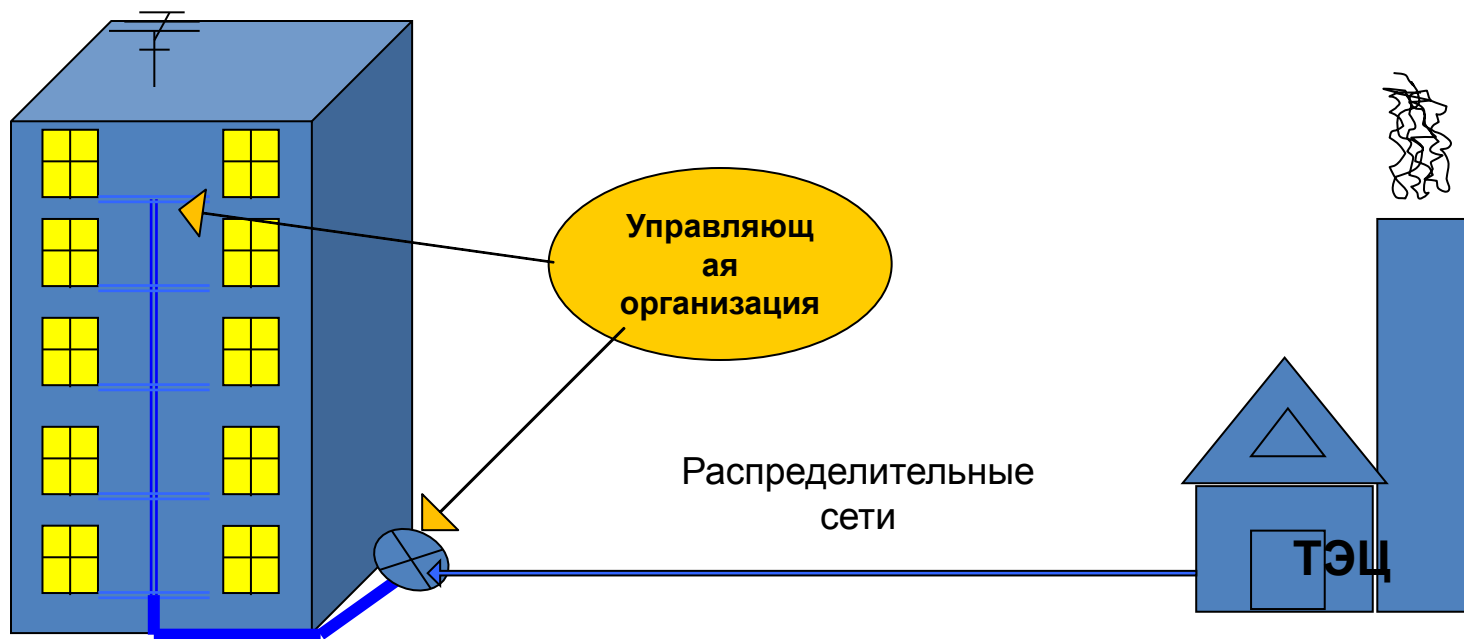 Управляющ
ая
организация
Распределительные
сети
ТЭЦ